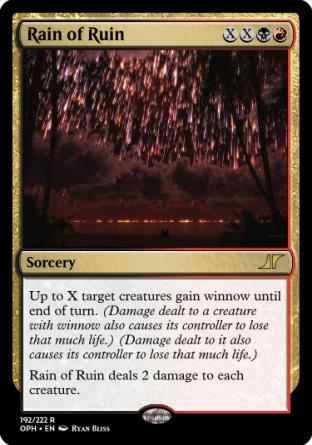 Rain of Ruin XXBR
Sorcery
Up to X target creatures gain winnow until
end of turn. (Damage dealt to a creature
with winnow also causes its controller to lose
that much life.) (Damage dealt to it also
causes its controller to lose that much life.)
Rain of Ruin deals 2 damage to each
creature.
192/222 R
OPH • EN Ryan Bliss